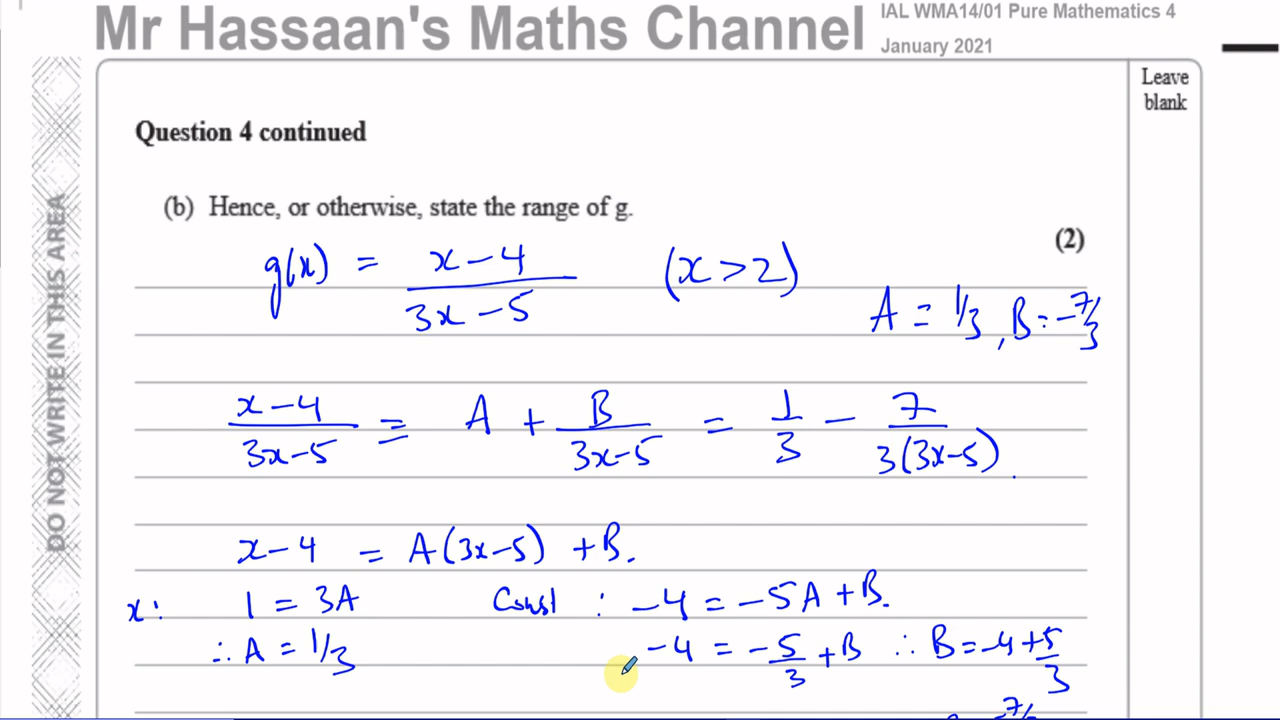 Mr Hassaan's Maths Channel
IAL WMA14/01 Pure Mathematics 4
January 2021
Leave
blank
DO NOT WRITE IN THIS AREA
Question 4 continued
(b) Hence, or otherwise, state the range of g.
(2)
g(x) = (x-4)/(3x-5) (x>2)
A = 1/3, B = -7/3
(x-4)/(3x-5) = A + B/(3x-5) = 1/3 - 7/(3(3x-5)).
x-4 = A(3x-5) + B.
x: 1 = 3A Const : -4 = -5A + B.
∴ A = 1/3 -4 = -5/3 + B ∴ B = -4+5/3